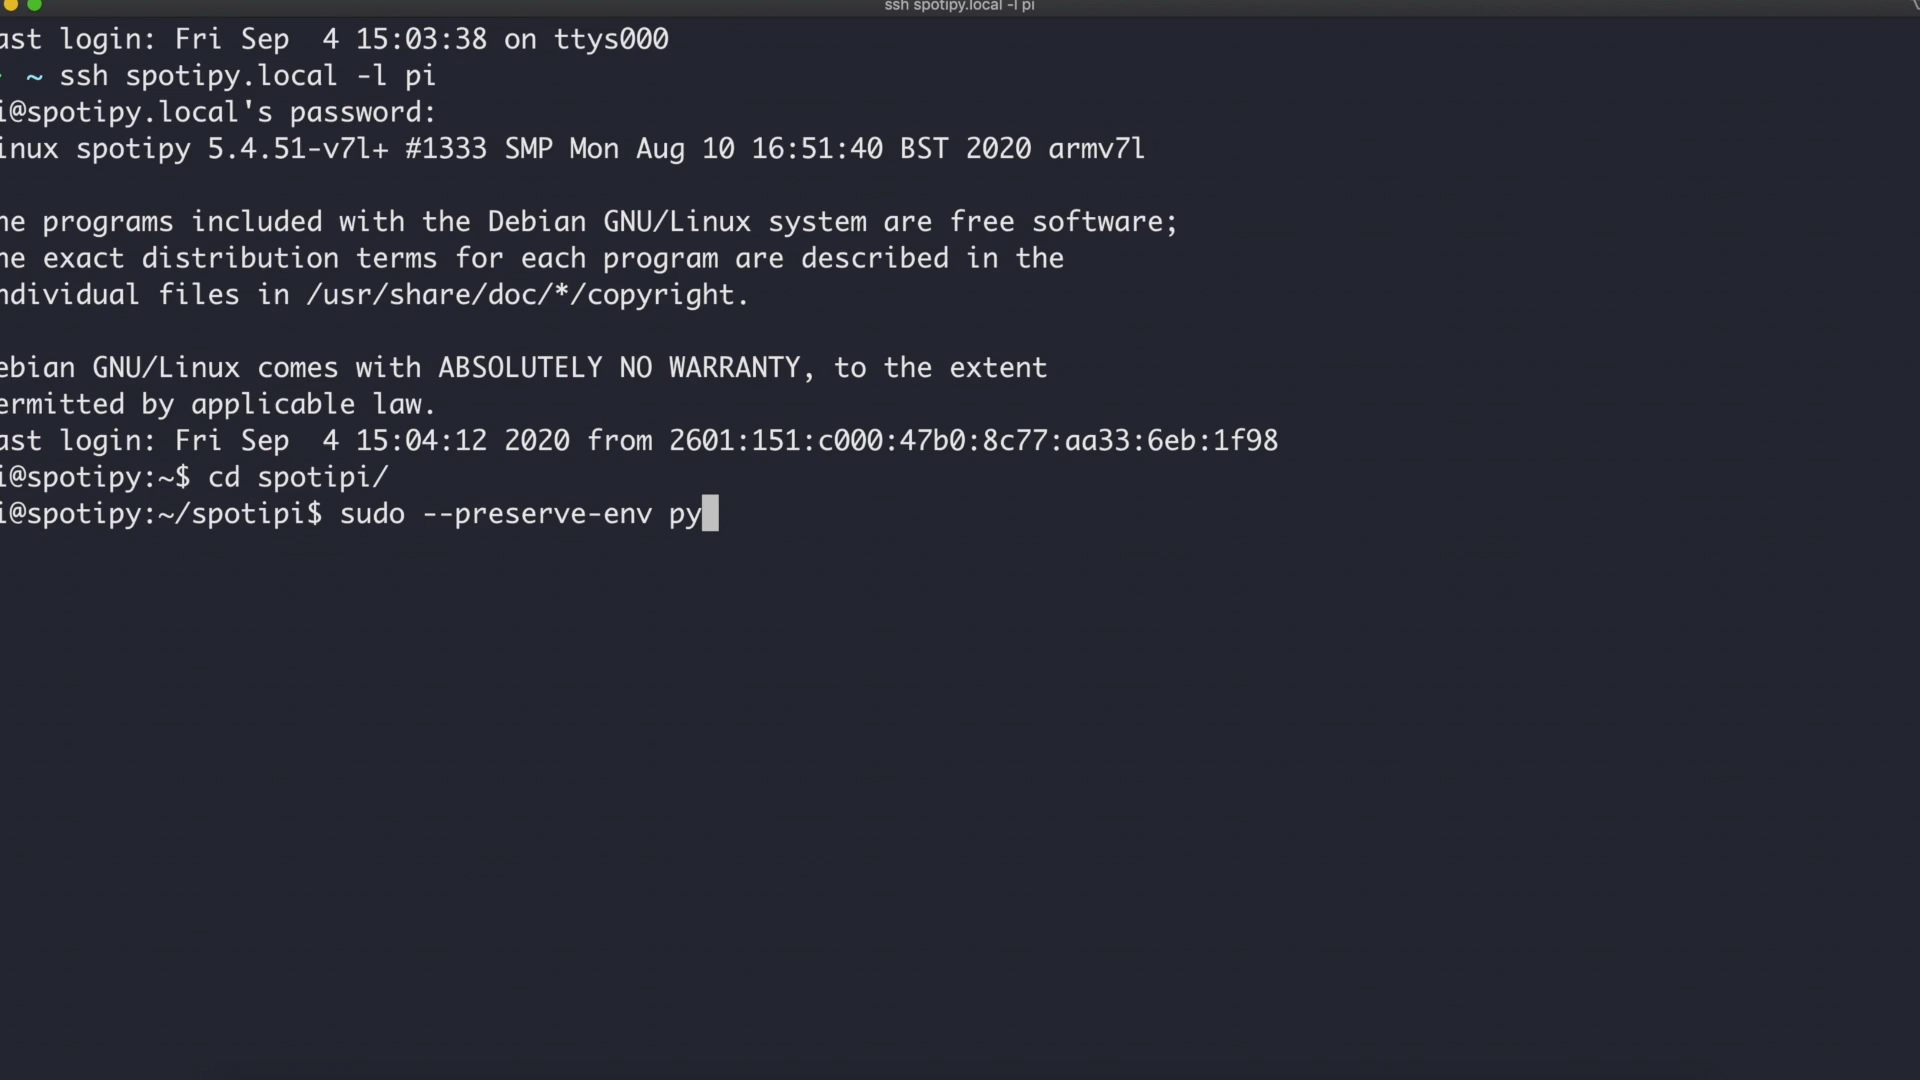 ssh spotipy.local -l pi
ast login: Fri Sep  4 15:03:38 on ttys000
~ ssh spotipy.local -l pi
i@spotipy.local's password:
inux spotipy 5.4.51-v7l+ #1333 SMP Mon Aug 10 16:51:40 BST 2020 armv7l
he programs included with the Debian GNU/Linux system are free software;
he exact distribution terms for each program are described in the
ndividual files in /usr/share/doc/*/copyright.
ebian GNU/Linux comes with ABSOLUTELY NO WARRANTY, to the extent
ermitted by applicable law.
ast login: Fri Sep  4 15:04:12 2020 from 2601:151:c000:47b0:8c77:aa33:6eb:1f98
i@spotipy:~$ cd spotipi/
i@spotipy:~/spotipi$ sudo --preserve-env py